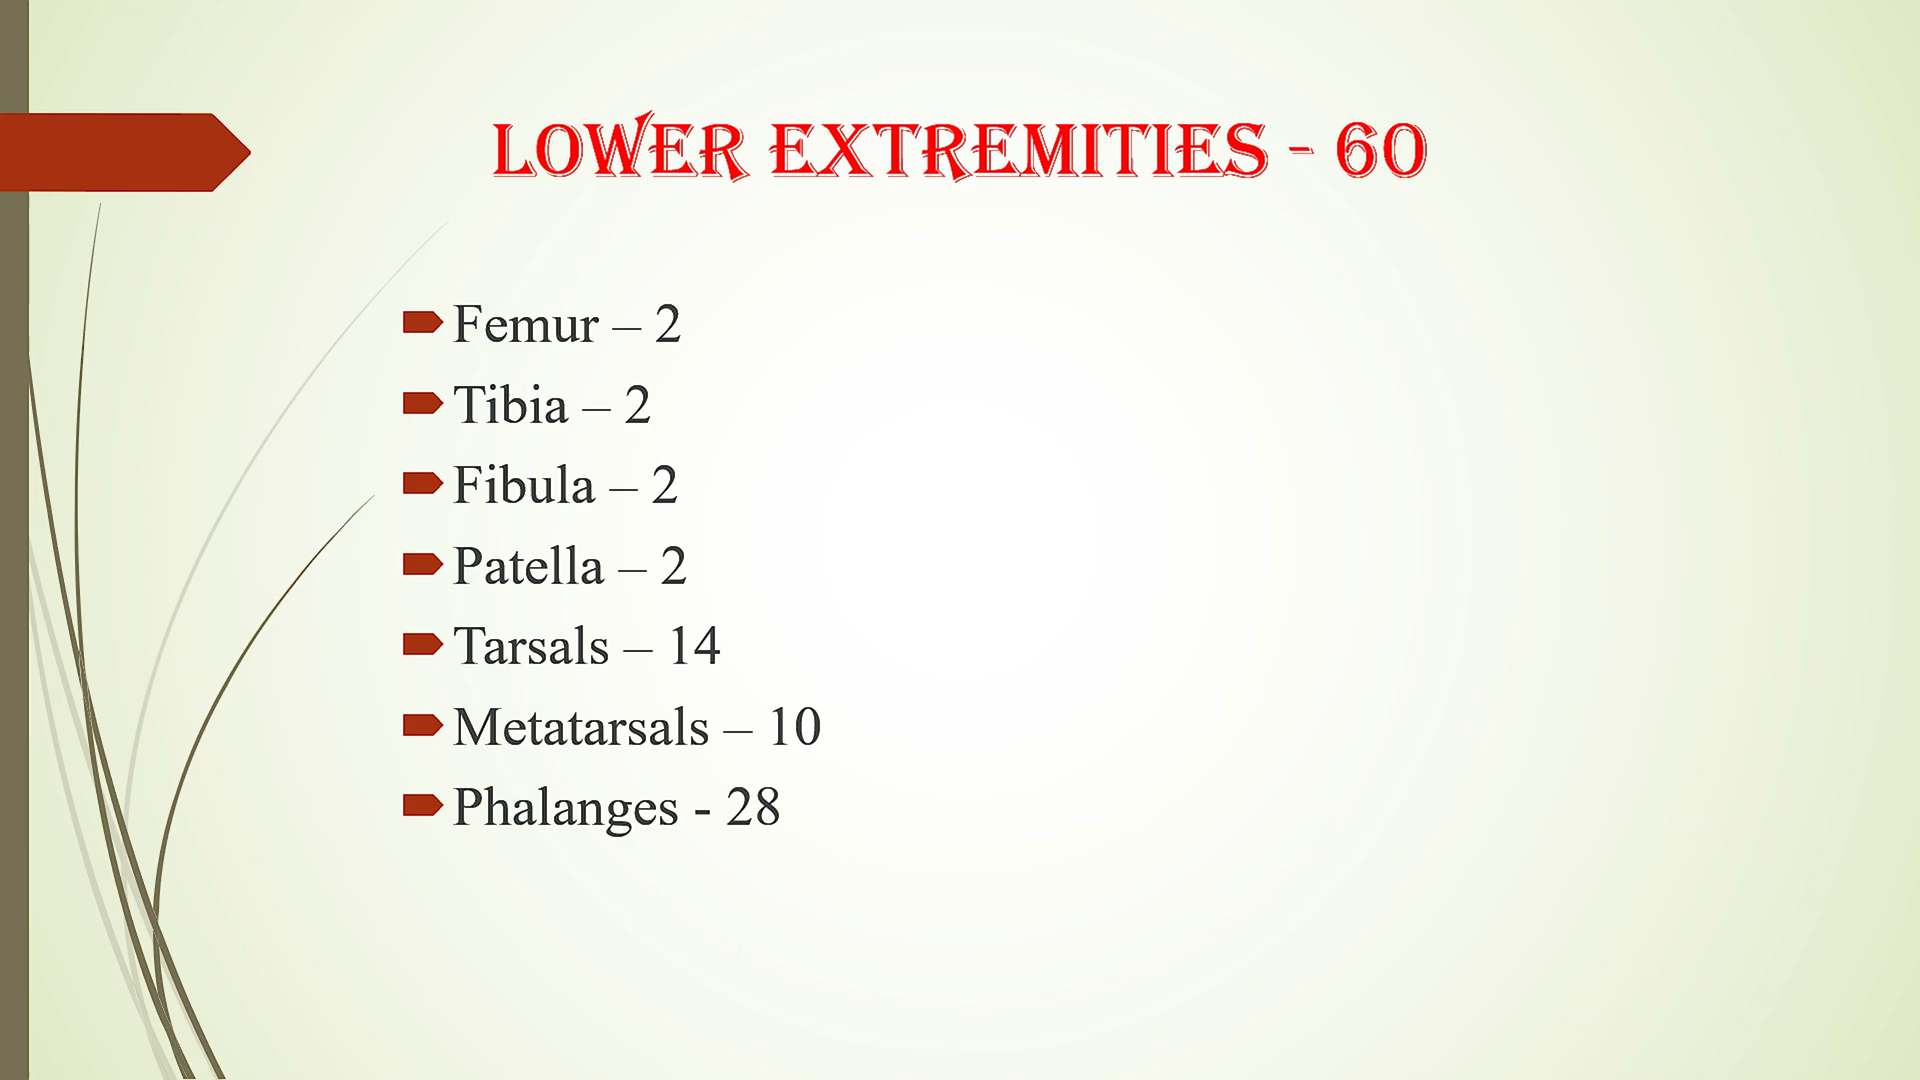 LOWER EXTREMITIES - 60
Femur – 2
Tibia – 2
Fibula – 2
Patella – 2
Tarsals – 14
Metatarsals – 10
Phalanges - 28